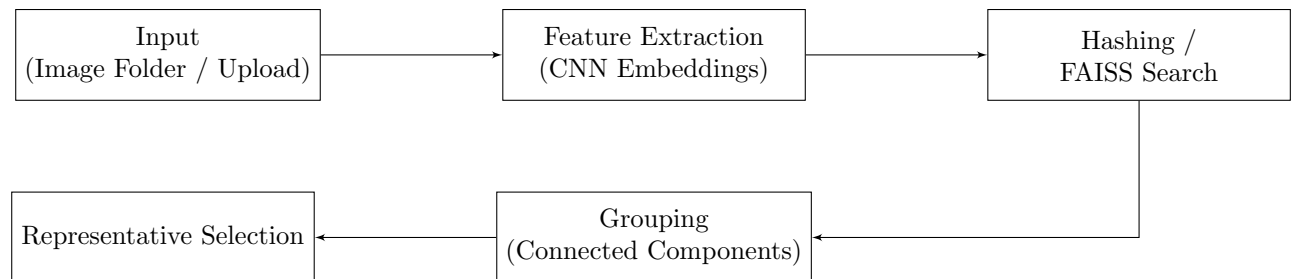 Input
(Image Folder / Upload)
Feature Extraction
(CNN Embeddings)
Hashing /
FAISS Search
Grouping
(Connected Components)
Representative Selection